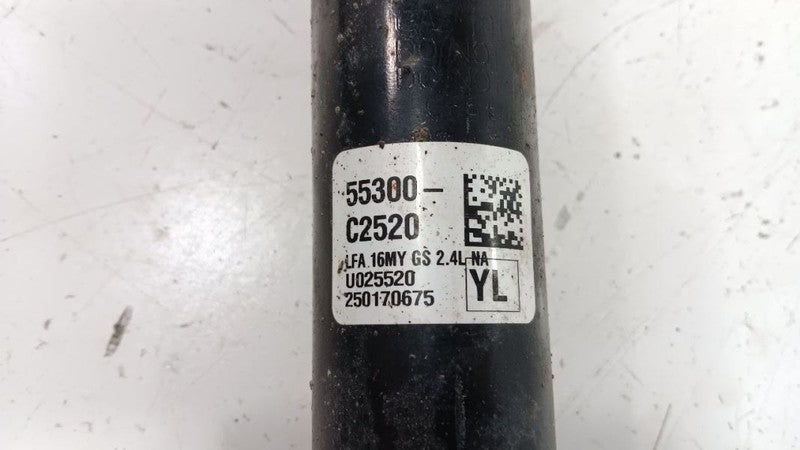 55300-
C2520
LFA 16MY GS 2.4L NA
U025520
250170675
YL